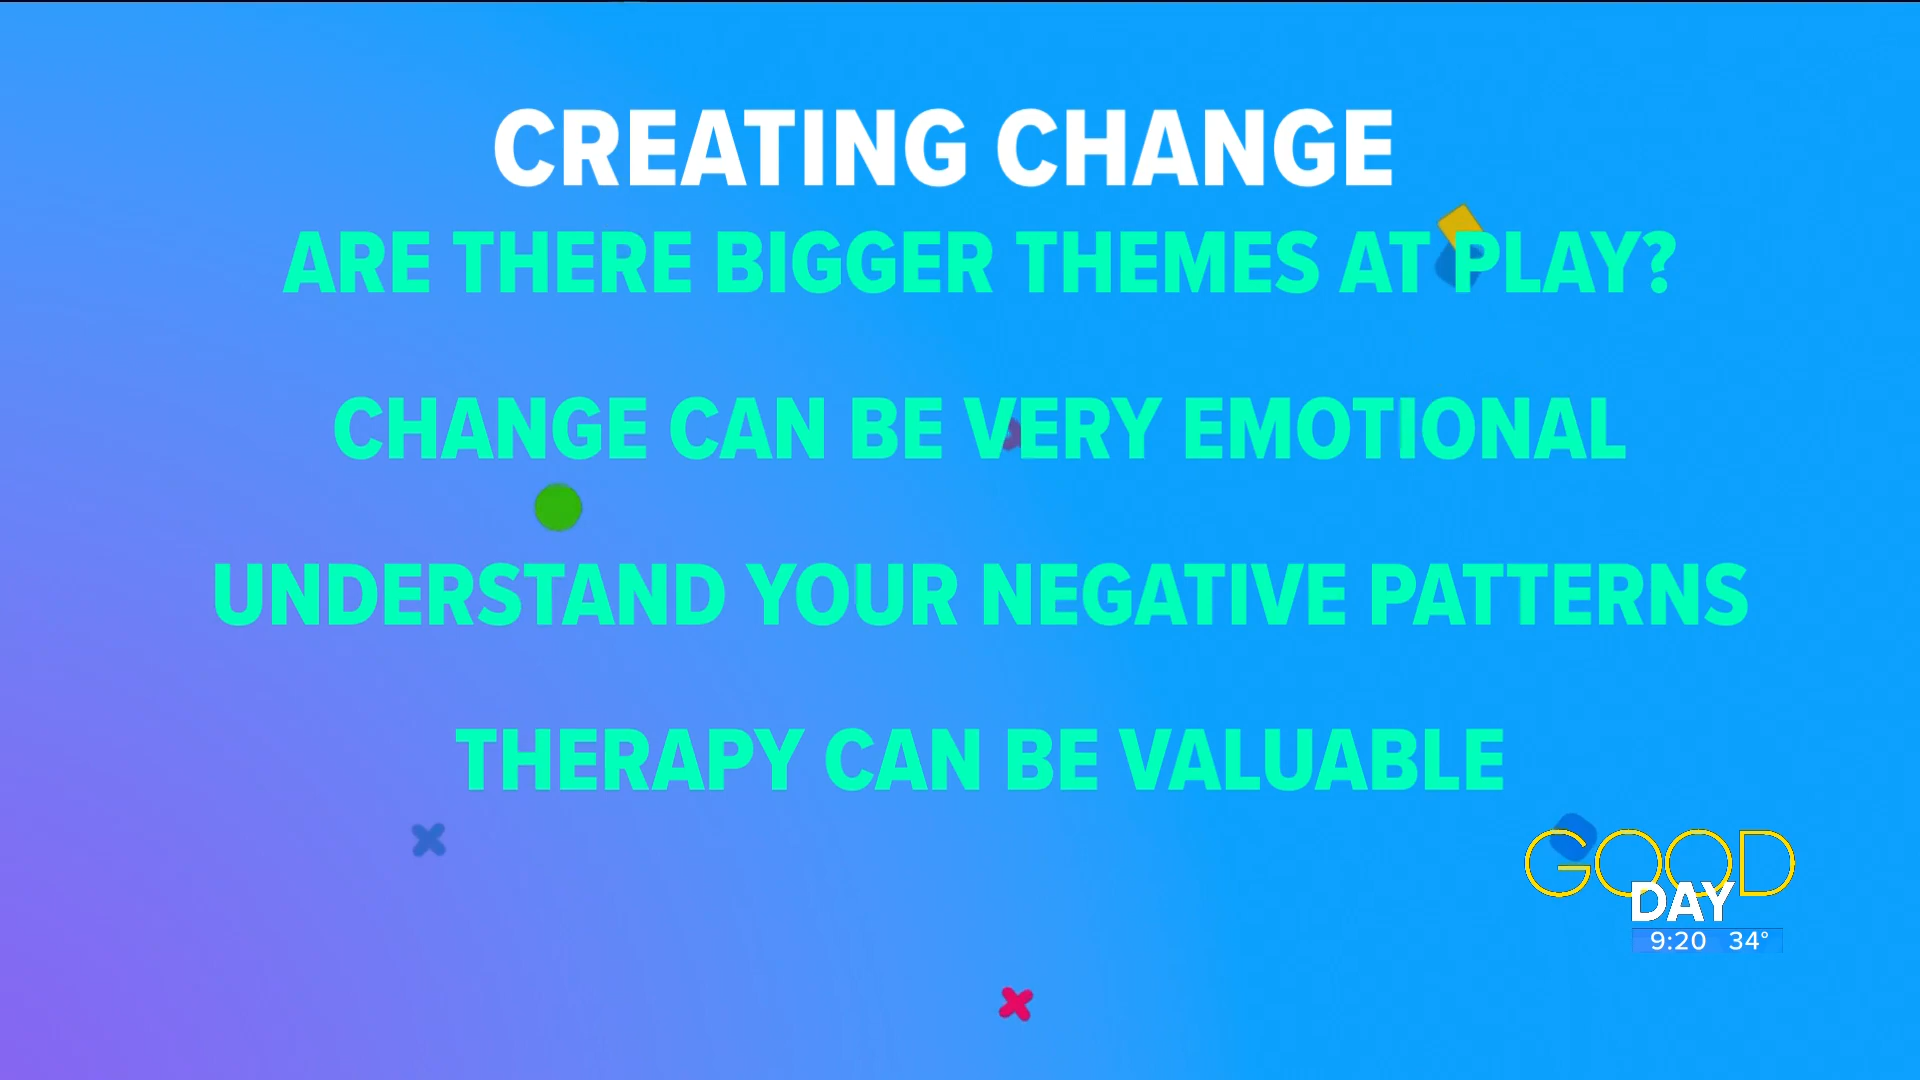 CREATING CHANGE
ARE THERE BIGGER THEMES AT PLAY?
CHANGE CAN BE VERY EMOTIONAL
UNDERSTAND YOUR NEGATIVE PATTERNS
THERAPY CAN BE VALUABLE
GOOD
DAY
9:20 34°